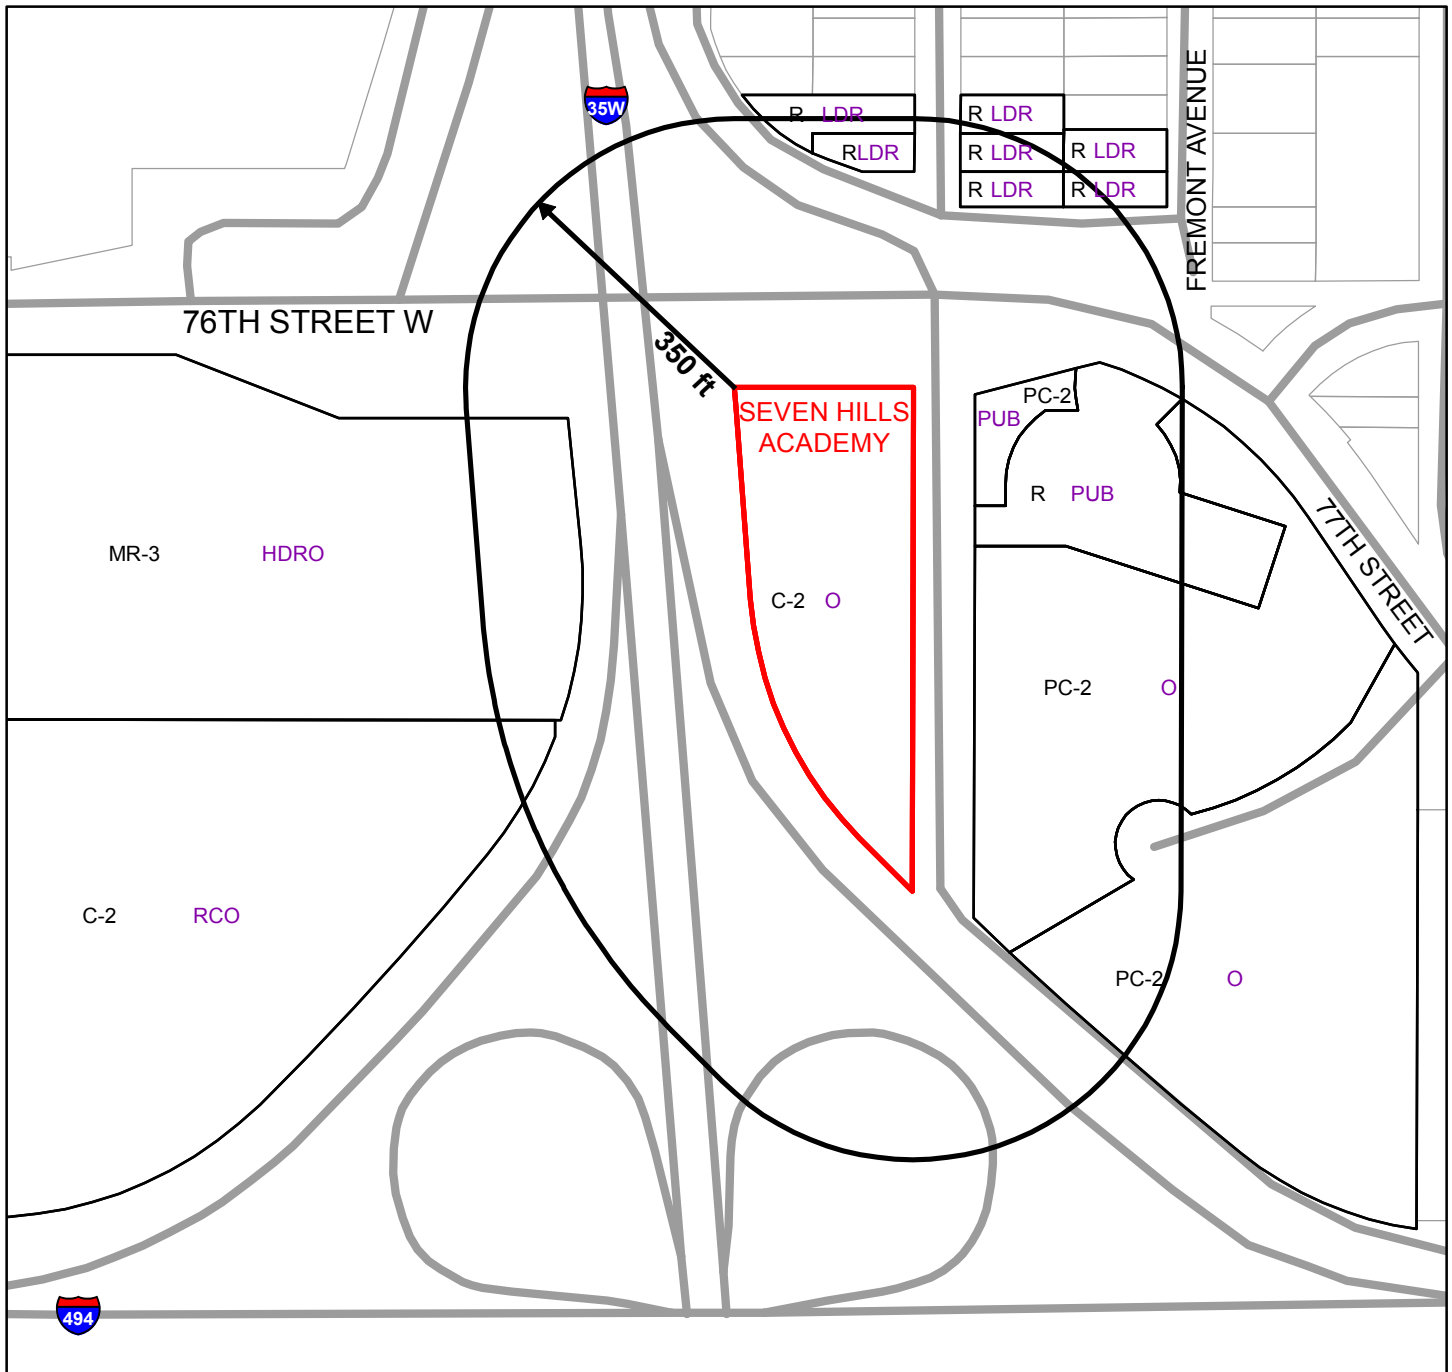 35W
R LDR
R LDR
RLDR
R LDR
R LDR
R LDR
R LDR
FREMONT AVENUE
76TH STREET W
350 ft
SEVEN HILLS
ACADEMY
PC-2
PUB
R PUB
77TH STREET
MR-3 HDRO
C-2 O
PC-2 O
C-2 RCO
PC-2 O
494